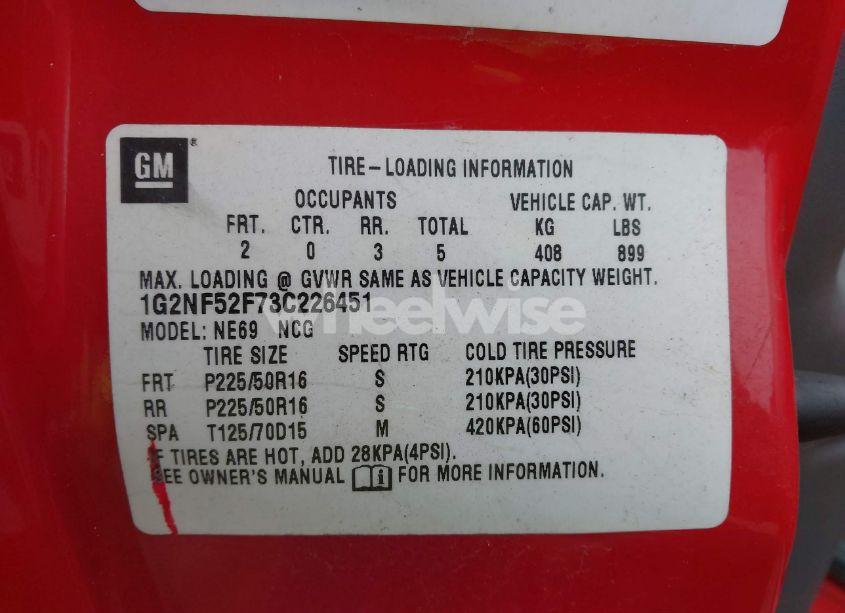 GM
TIRE-LOADING INFORMATION
OCCUPANTS VEHICLE CAP. WT.
FRT. CTR. RR. TOTAL KG LBS
2 0 3 5 408 899
MAX. LOADING @ GVWR SAME AS VEHICLE CAPACITY WEIGHT.
1G2NF52F73C226451
wheelwise
MODEL: NE69 NCG
TIRE SIZE SPEED RTG COLD TIRE PRESSURE
FRT P225/50R16 S 210KPA(30PSI)
RR P225/50R16 S 210KPA(30PSI)
SPA T125/70D15 M 420KPA(60PSI)
IF TIRES ARE HOT, ADD 28KPA(4PSI).
SEE OWNER'S MANUAL FOR MORE INFORMATION.